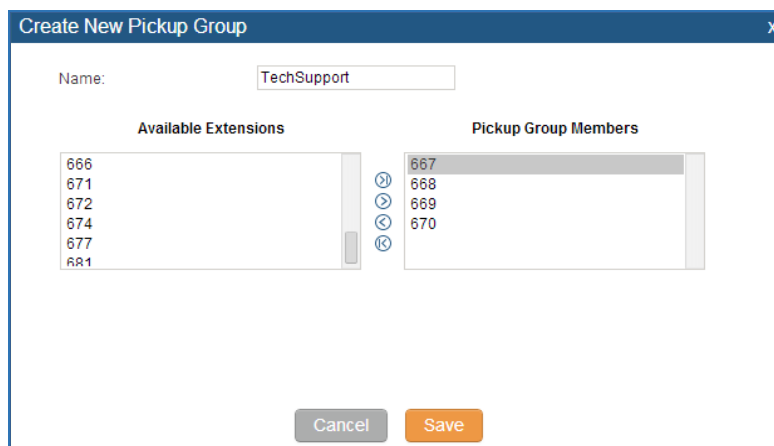 Create New Pickup Group x
Name: TechSupport
Available Extensions Pickup Group Members
666 667
671 668
672 669
674 670
677
681
Cancel Save